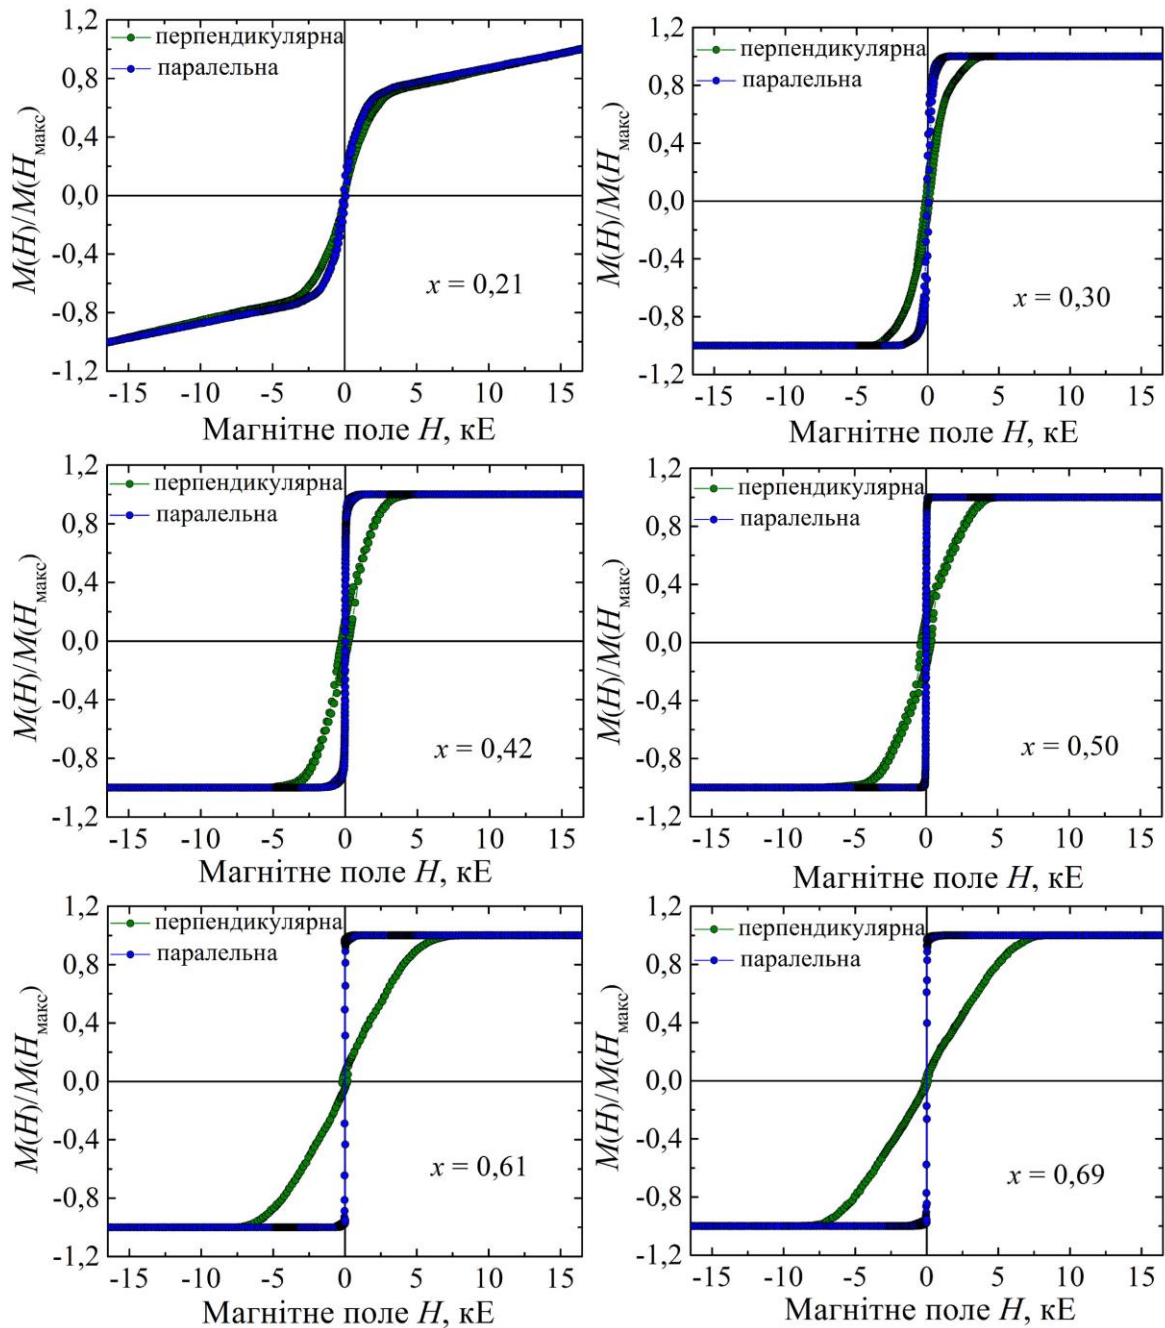 1,2
0,8
0,4
0,0
-0,4
-0,8
-1,2
M(H)/M(Hмакс)
перпендикулярна
паралельна
x = 0,21
-15 -10 -5 0 5 10 15
Магнітне поле H, кЕ
1,2
0,8
0,4
0,0
-0,4
-0,8
-1,2
M(H)/M(Hмакс)
перпендикулярна
паралельна
x = 0,30
-15 -10 -5 0 5 10 15
Магнітне поле H, кЕ
1,2
0,8
0,4
0,0
-0,4
-0,8
-1,2
M(H)/M(Hмакс)
перпендикулярна
паралельна
x = 0,42
-15 -10 -5 0 5 10 15
Магнітне поле H, кЕ
1,2
0,8
0,4
0,0
-0,4
-0,8
-1,2
M(H)/M(Hмакс)
перпендикулярна
паралельна
x = 0,50
-15 -10 -5 0 5 10 15
Магнітне поле H, кЕ
1,2
0,8
0,4
0,0
-0,4
-0,8
-1,2
M(H)/M(Hмакс)
перпендикулярна
паралельна
x = 0,61
-15 -10 -5 0 5 10 15
Магнітне поле H, кЕ
1,2
0,8
0,4
0,0
-0,4
-0,8
-1,2
M(H)/M(Hмакс)
перпендикулярна
паралельна
x = 0,69
-15 -10 -5 0 5 10 15
Магнітне поле H, кЕ